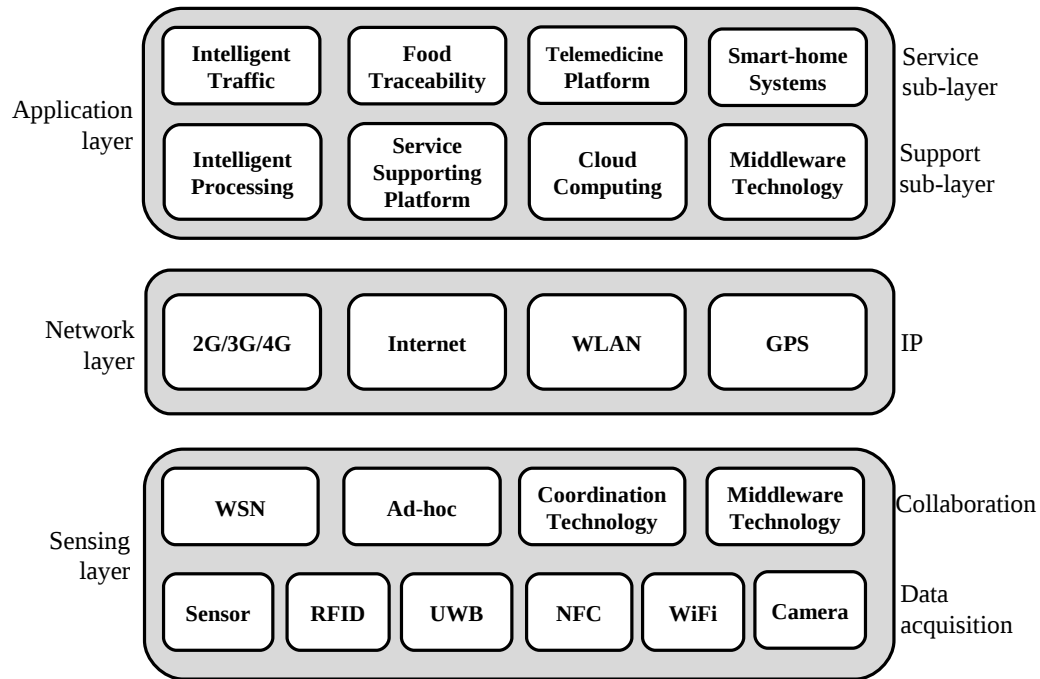 Intelligent
Traffic
Food
Traceability
Telemedicine
Platform
Smart-home
Systems
Service
sub-layer
Application
layer
Intelligent
Processing
Service
Supporting
Platform
Cloud
Computing
Middleware
Technology
Support
sub-layer
Network
layer
2G/3G/4G
Internet
WLAN
GPS
IP
Sensing
layer
WSN
Ad-hoc
Coordination
Technology
Middleware
Technology
Collaboration
Sensor
RFID
UWB
NFC
WiFi
Camera
Data
acquisition